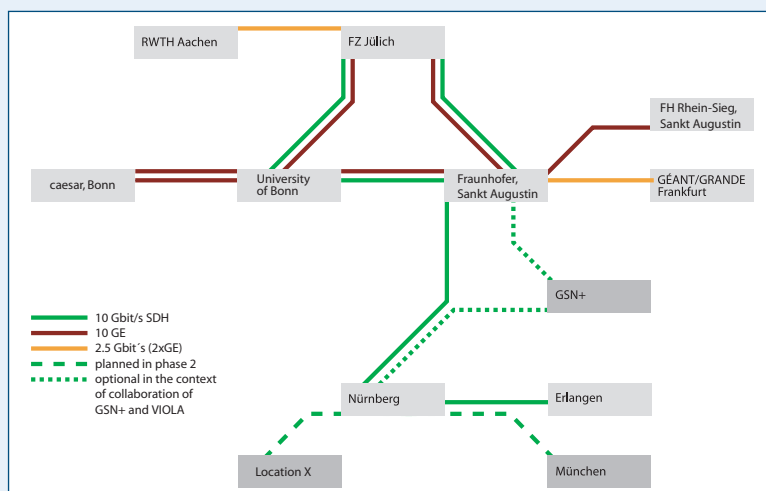 RWTH Aachen
FZ Jülich
FH Rhein-Sieg,
Sankt Augustin
caesar, Bonn
University
of Bonn
Fraunhofer,
Sankt Augustin
GÉANT/GRANDE
Frankfurt
GSN+
10 Gbit/s SDH
10 GE
2.5 Gbit´s (2xGE)
planned in phase 2
optional in the context
of collaboration of
GSN+ and VIOLA
Nürnberg
Erlangen
Location X
München